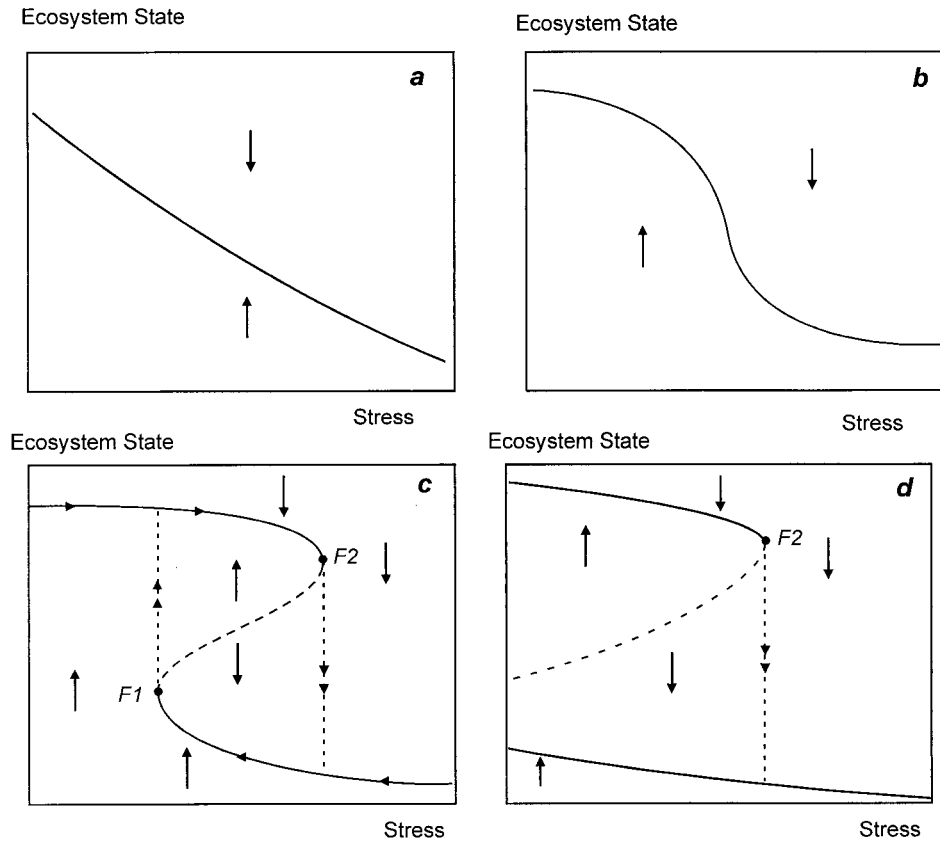 Ecosystem State
a
Stress
Ecosystem State
b
Stress
Ecosystem State
c
F2
F1
Stress
Ecosystem State
d
F2
Stress